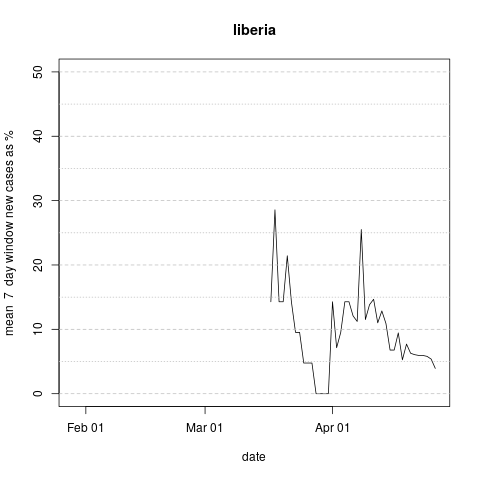 liberia
mean 7 day window new cases as %
50
40
30
20
10
0
Feb 01
Mar 01
Apr 01
date